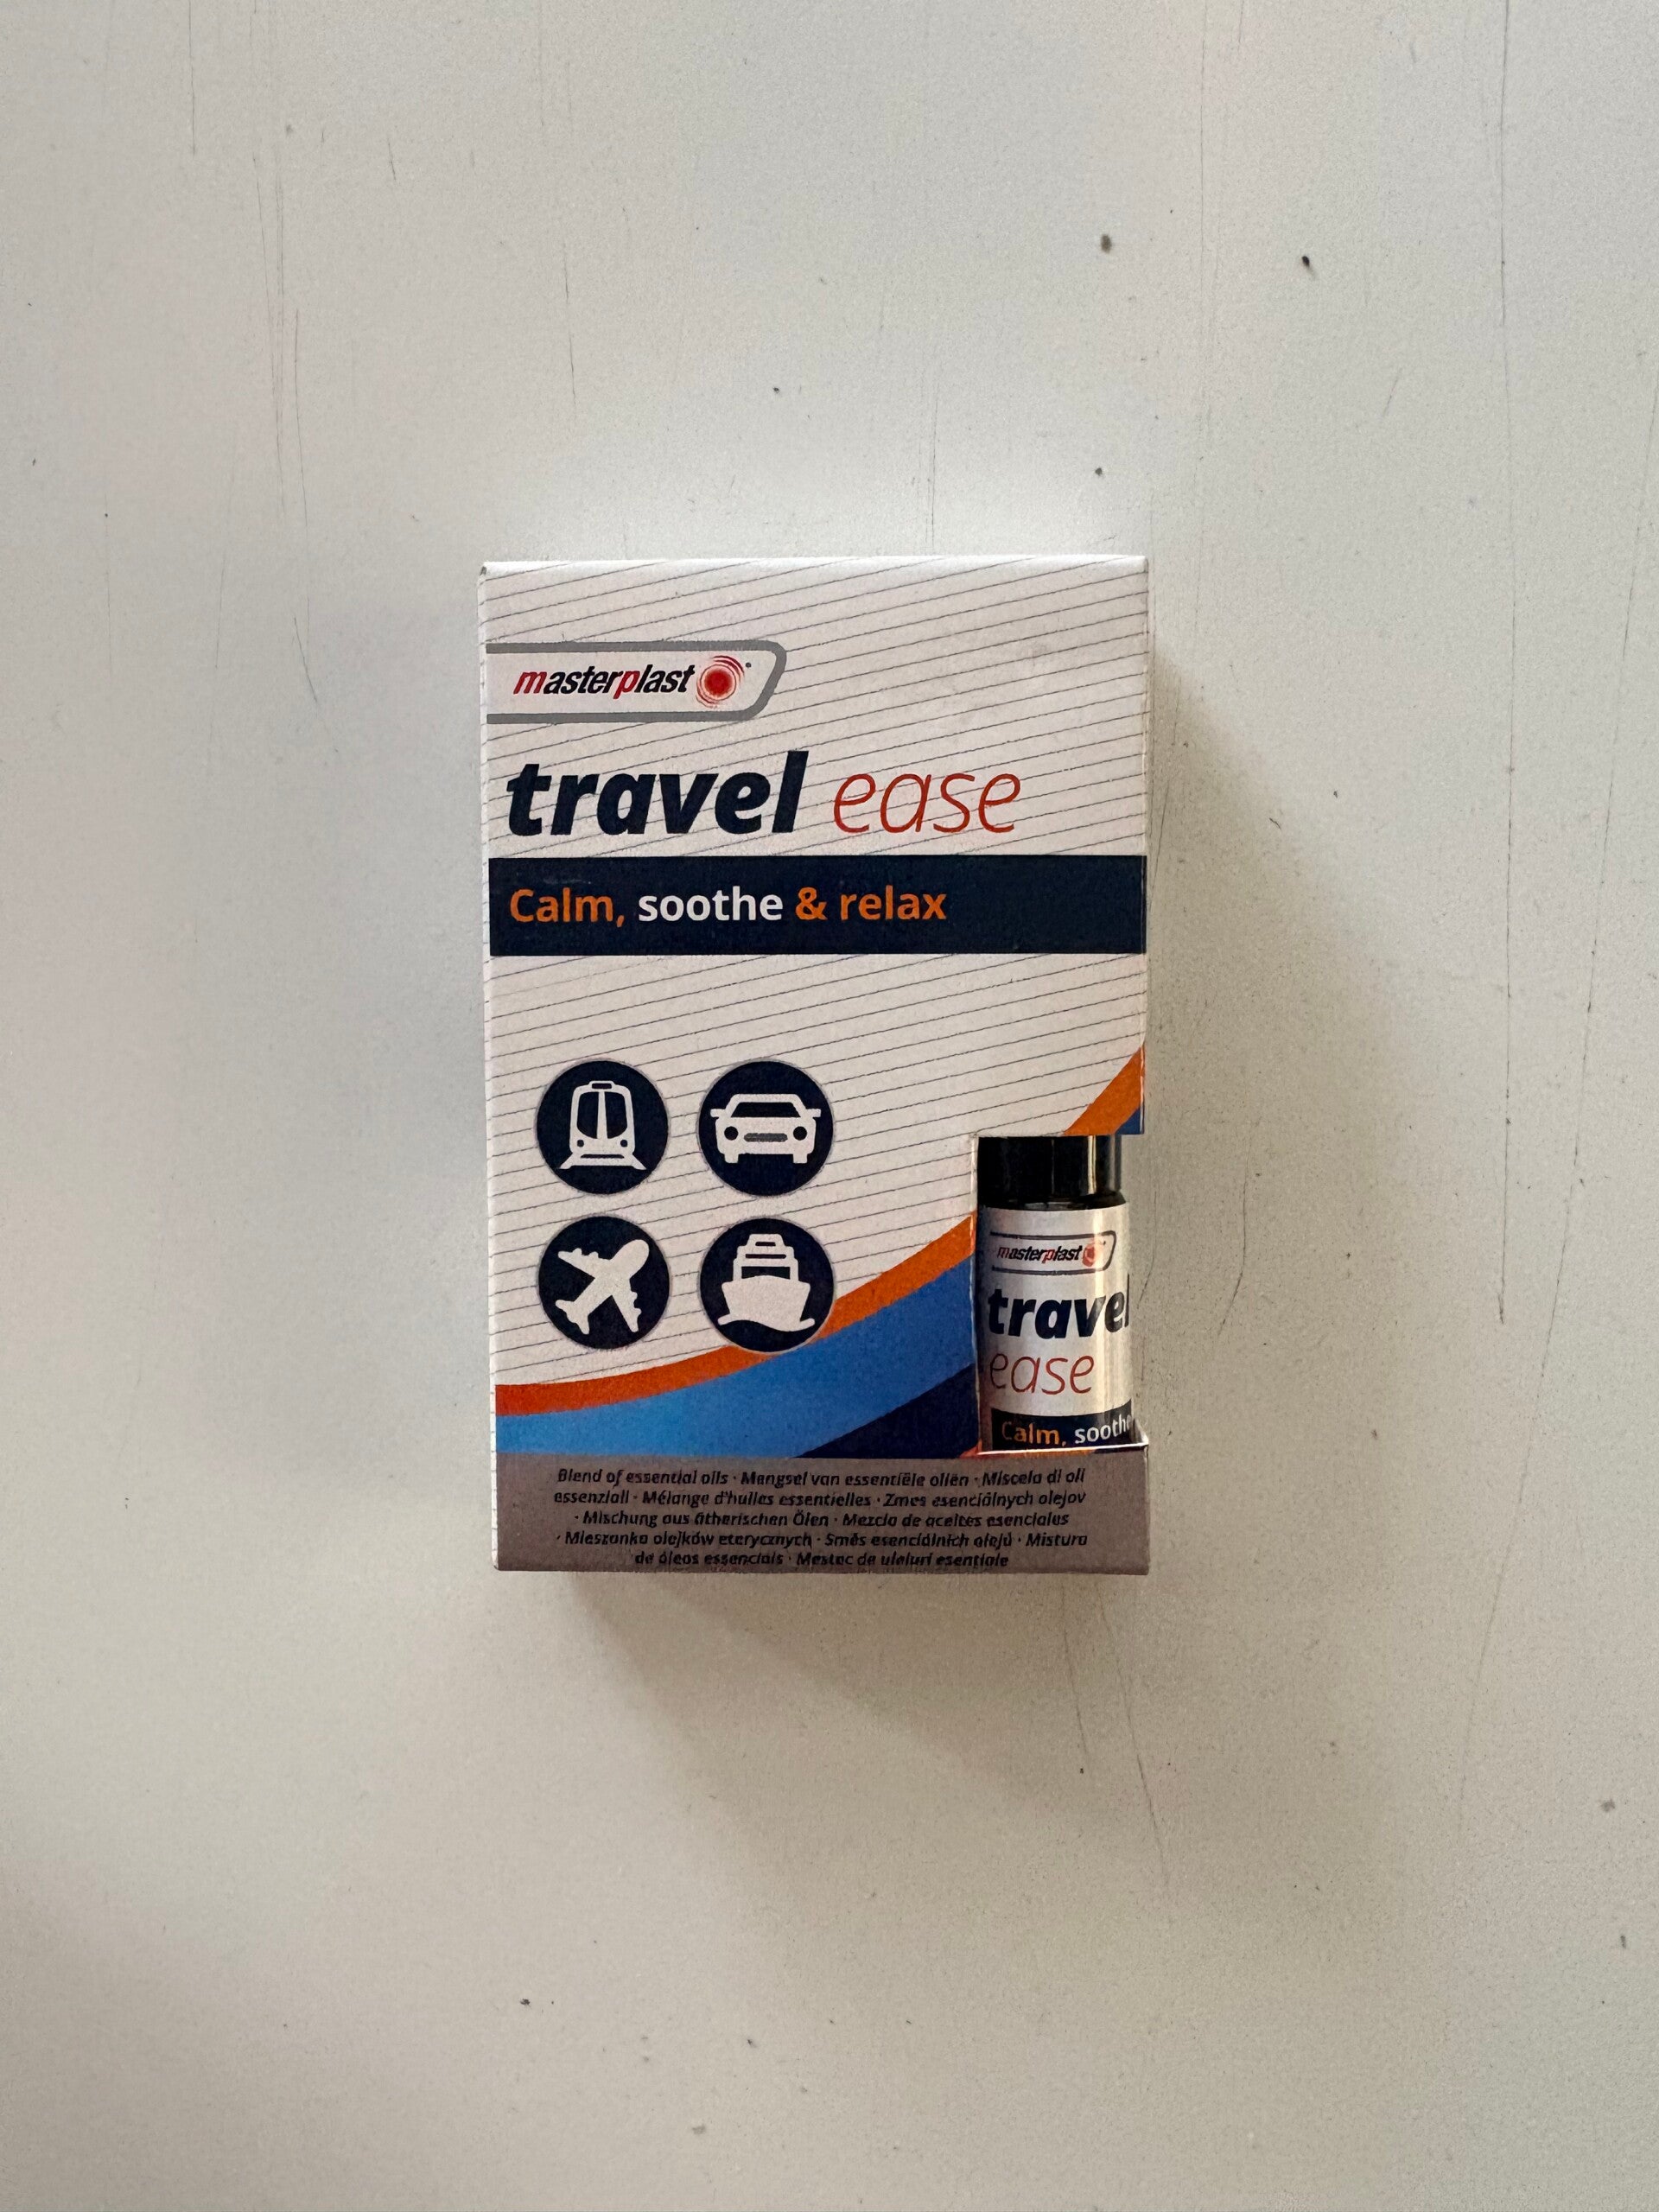 masterplast
travel ease
Calm, soothe & relax
masterplast
travel
ease
Calm, soothe
Blend of essential oils · Mengsel van essentiële oliën · Miscela di oli
essenziali · Mélange d'huiles essentielles · Zmes esenciálnych olejov
· Mischung aus ätherischen Ölen · Mezcla de aceites esenciales
· Mieszanka olejków eterycznych · Směs esenciálních olejů · Mistura
de óleos essenciais · Mestec de uleiuri esentiale